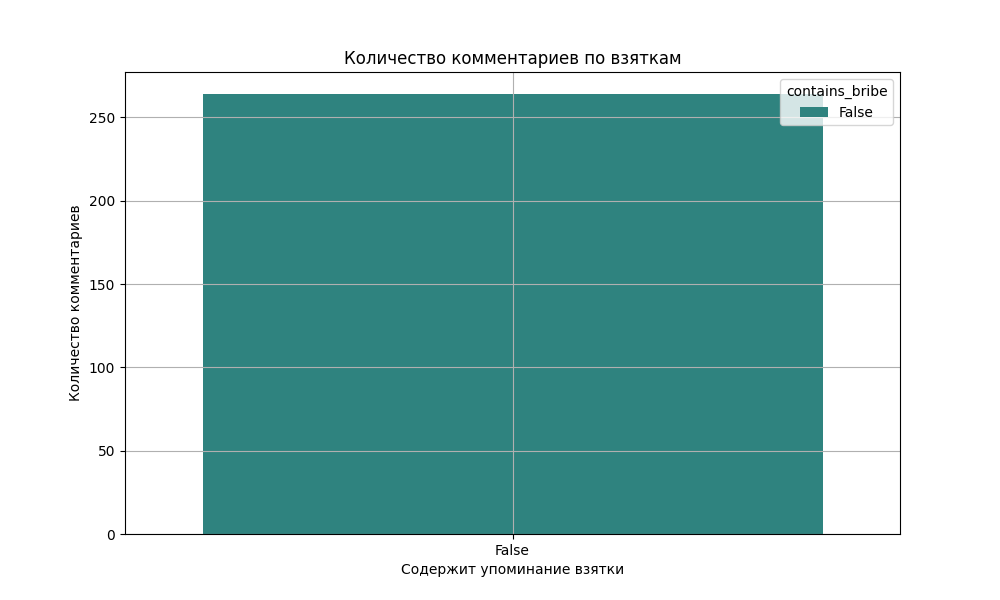 Количество комментариев по взяткам
contains_bribe
False
Количество комментариев
250
200
150
100
50
0
False
Содержит упоминание взятки